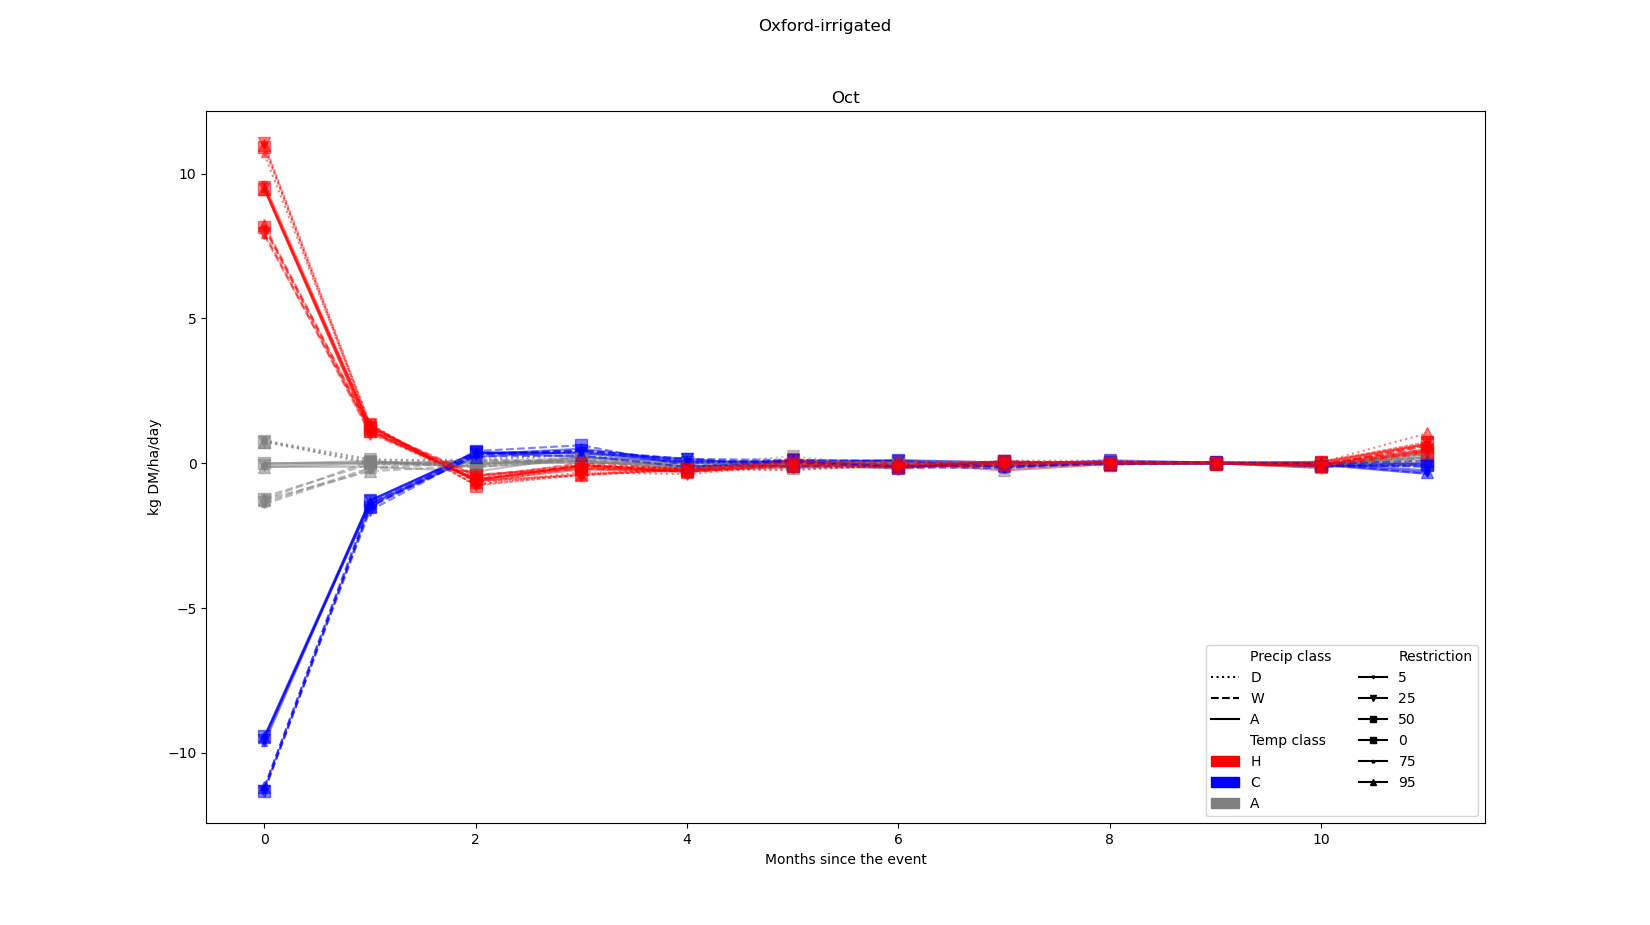 Oxford-irrigated
Oct
kg DM/ha/day
10
5
0
−5
−10
0
2
4
6
8
10
Months since the event
Precip class
D
W
A
Temp class
H
C
A
Restriction
5
25
50
0
75
95